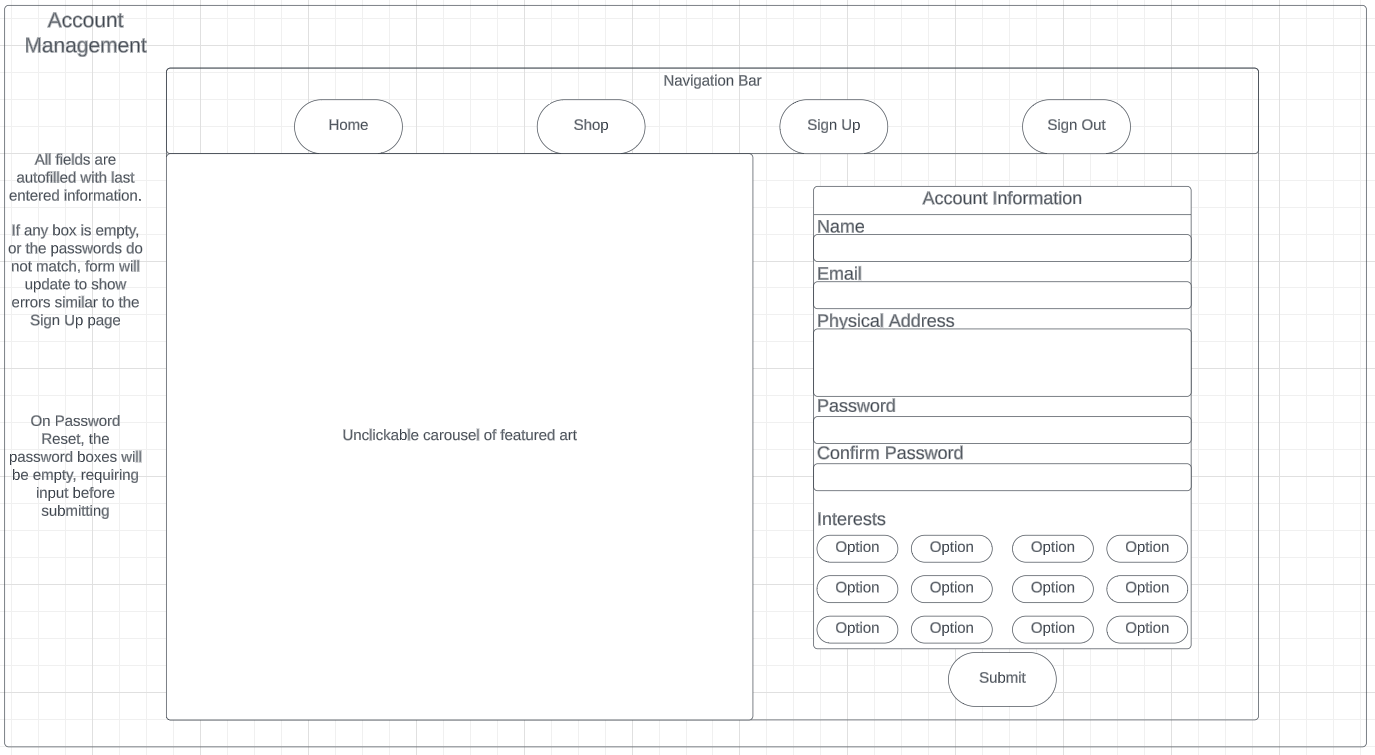 Account
Management
Navigation Bar
Home
Shop
Sign Up
Sign Out
All fields are
autofilled with last
entered information.
If any box is empty,
or the passwords do
not match, form will
update to show
errors similar to the
Sign Up page
On Password
Reset, the
password boxes will
be empty, requiring
input before
submitting
Unclickable carousel of featured art
Account Information
Name
Email
Physical Address
Password
Confirm Password
Interests
Option Option Option Option
Option Option Option Option
Option Option Option Option
Submit